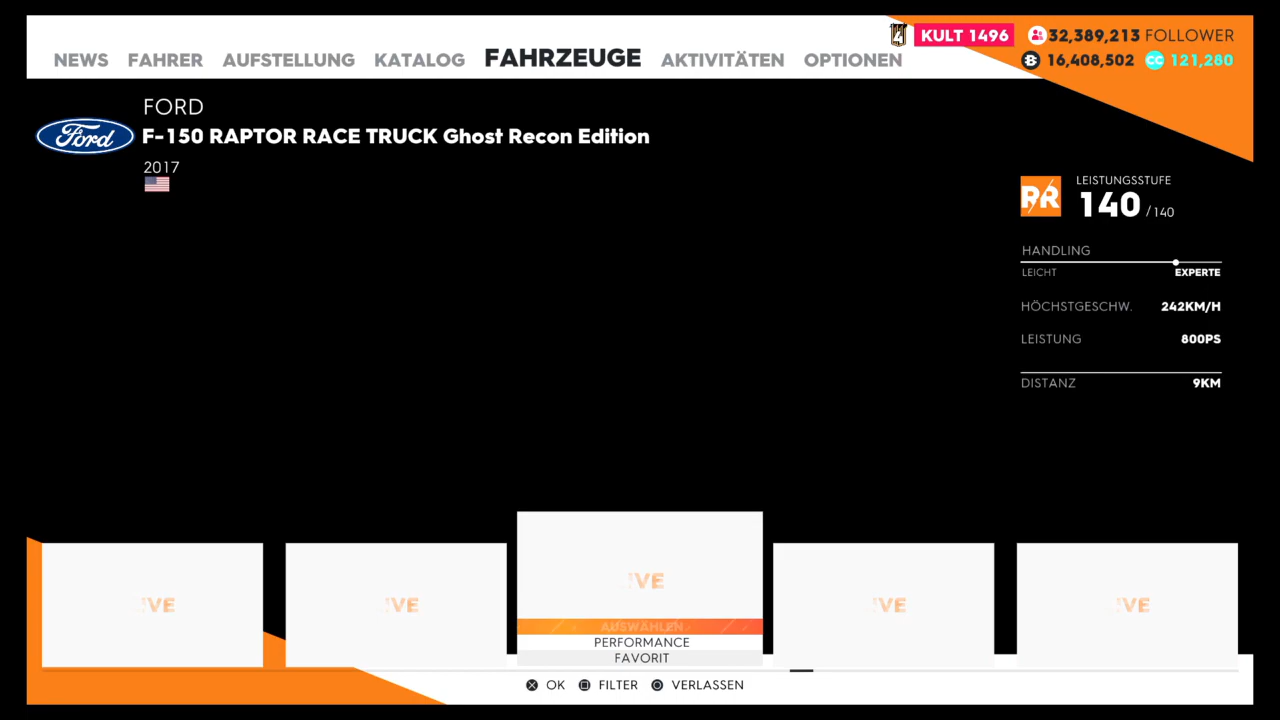 KULT 1496
32,389,213 FOLLOWER
NEWS FAHRER AUFSTELLUNG KATALOG FAHRZEUGE AKTIVITÄTEN OPTIONEN
16,408,502 CC 121,280
FORD
Ford F-150 RAPTOR RACE TRUCK Ghost Recon Edition
2017
LEISTUNGSSTUFE
140 /140
HANDLING
LEICHT EXPERTE
HÖCHSTGESCHW. 242KM/H
LEISTUNG 800PS
DISTANZ 9KM
AUSWÄHLEN
PERFORMANCE
FAVORIT
OK FILTER VERLASSEN